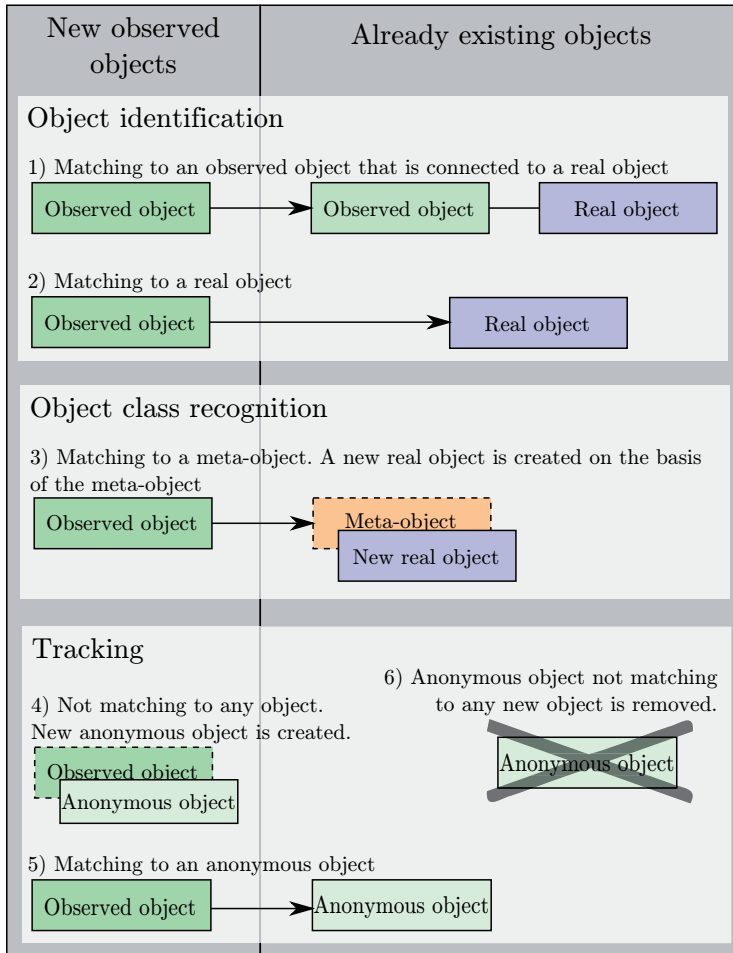 New observed
objects
Already existing objects
Object identification
1) Matching to an observed object that is connected to a real object
Observed object
Observed object
Real object
2) Matching to a real object
Observed object
Real object
Object class recognition
3) Matching to a meta-object. A new real object is created on the basis
of the meta-object
Observed object
Meta-object
New real object
Tracking
4) Not matching to any object.
New anonymous object is created.
Observed object
Anonymous object
6) Anonymous object not matching
to any new object is removed.
Anonymous object
5) Matching to an anonymous object
Observed object
Anonymous object